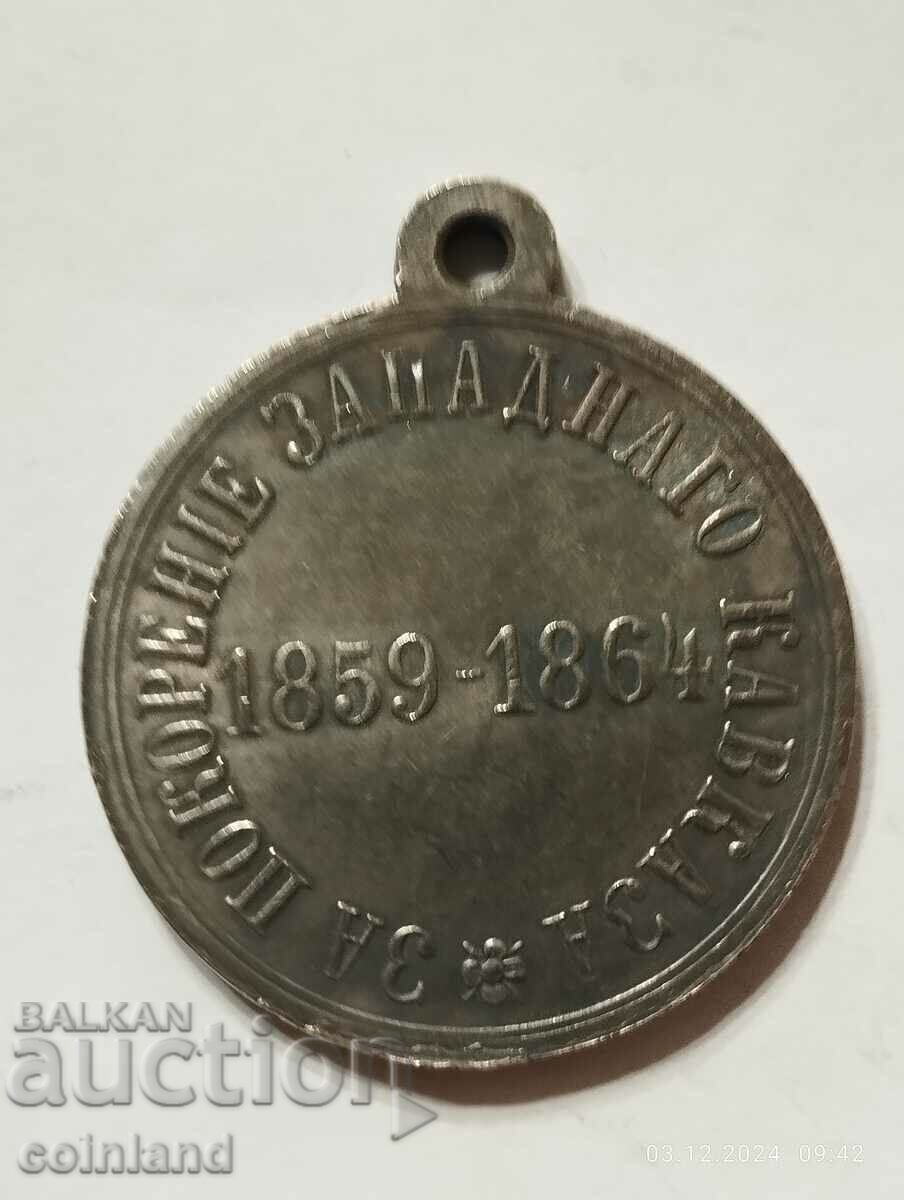 ЗА ПОКОРЕНІЕ ЗАПАДНАГО КАВКАЗА
1859-1864
BALKAN
auction
coinland
03.12.2024 09:42